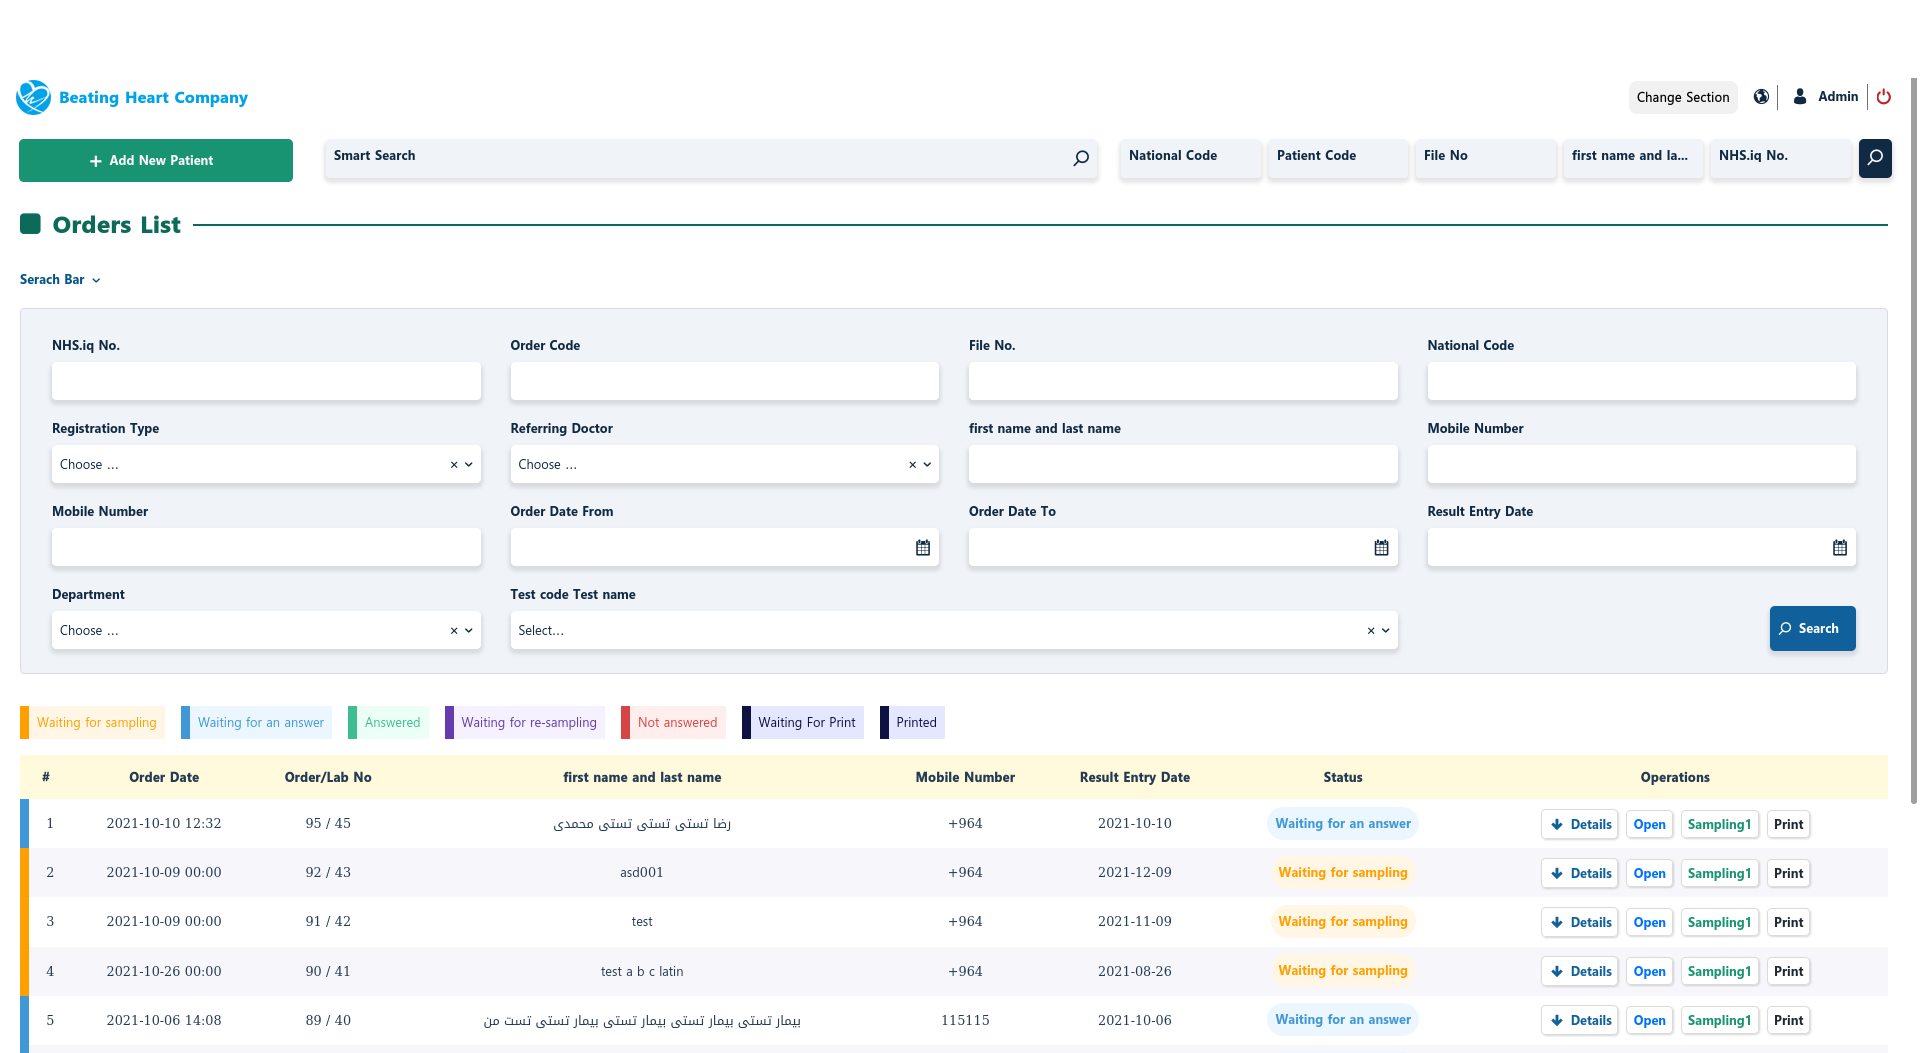 Beating Heart Company
Change Section
Admin
+ Add New Patient
Smart Search
National Code
Patient Code
File No
first name and la...
NHS.iq No.
Orders List
Serach Bar
NHS.iq No.
Order Code
File No.
National Code
Registration Type
Referring Doctor
first name and last name
Mobile Number
Choose ...
Choose ...
Mobile Number
Order Date From
Order Date To
Result Entry Date
Department
Test code Test name
Choose ...
Select...
Search
Waiting for sampling
Waiting for an answer
Answered
Waiting for re-sampling
Not answered
Waiting For Print
Printed
# Order Date Order/Lab No first name and last name Mobile Number Result Entry Date Status Operations
1 2021-10-10 12:32 95 / 45 رضا تستی تستی تستی محمدی +964 2021-10-10 Waiting for an answer Details Open Sampling1 Print
2 2021-10-09 00:00 92 / 43 asd001 +964 2021-12-09 Waiting for sampling Details Open Sampling1 Print
3 2021-10-09 00:00 91 / 42 test +964 2021-11-09 Waiting for sampling Details Open Sampling1 Print
4 2021-10-26 00:00 90 / 41 test a b c latin +964 2021-08-26 Waiting for sampling Details Open Sampling1 Print
5 2021-10-06 14:08 89 / 40 بیمار تستی بیمار تستی بیمار تستی بیمار تستی تست من 115115 2021-10-06 Waiting for an answer Details Open Sampling1 Print